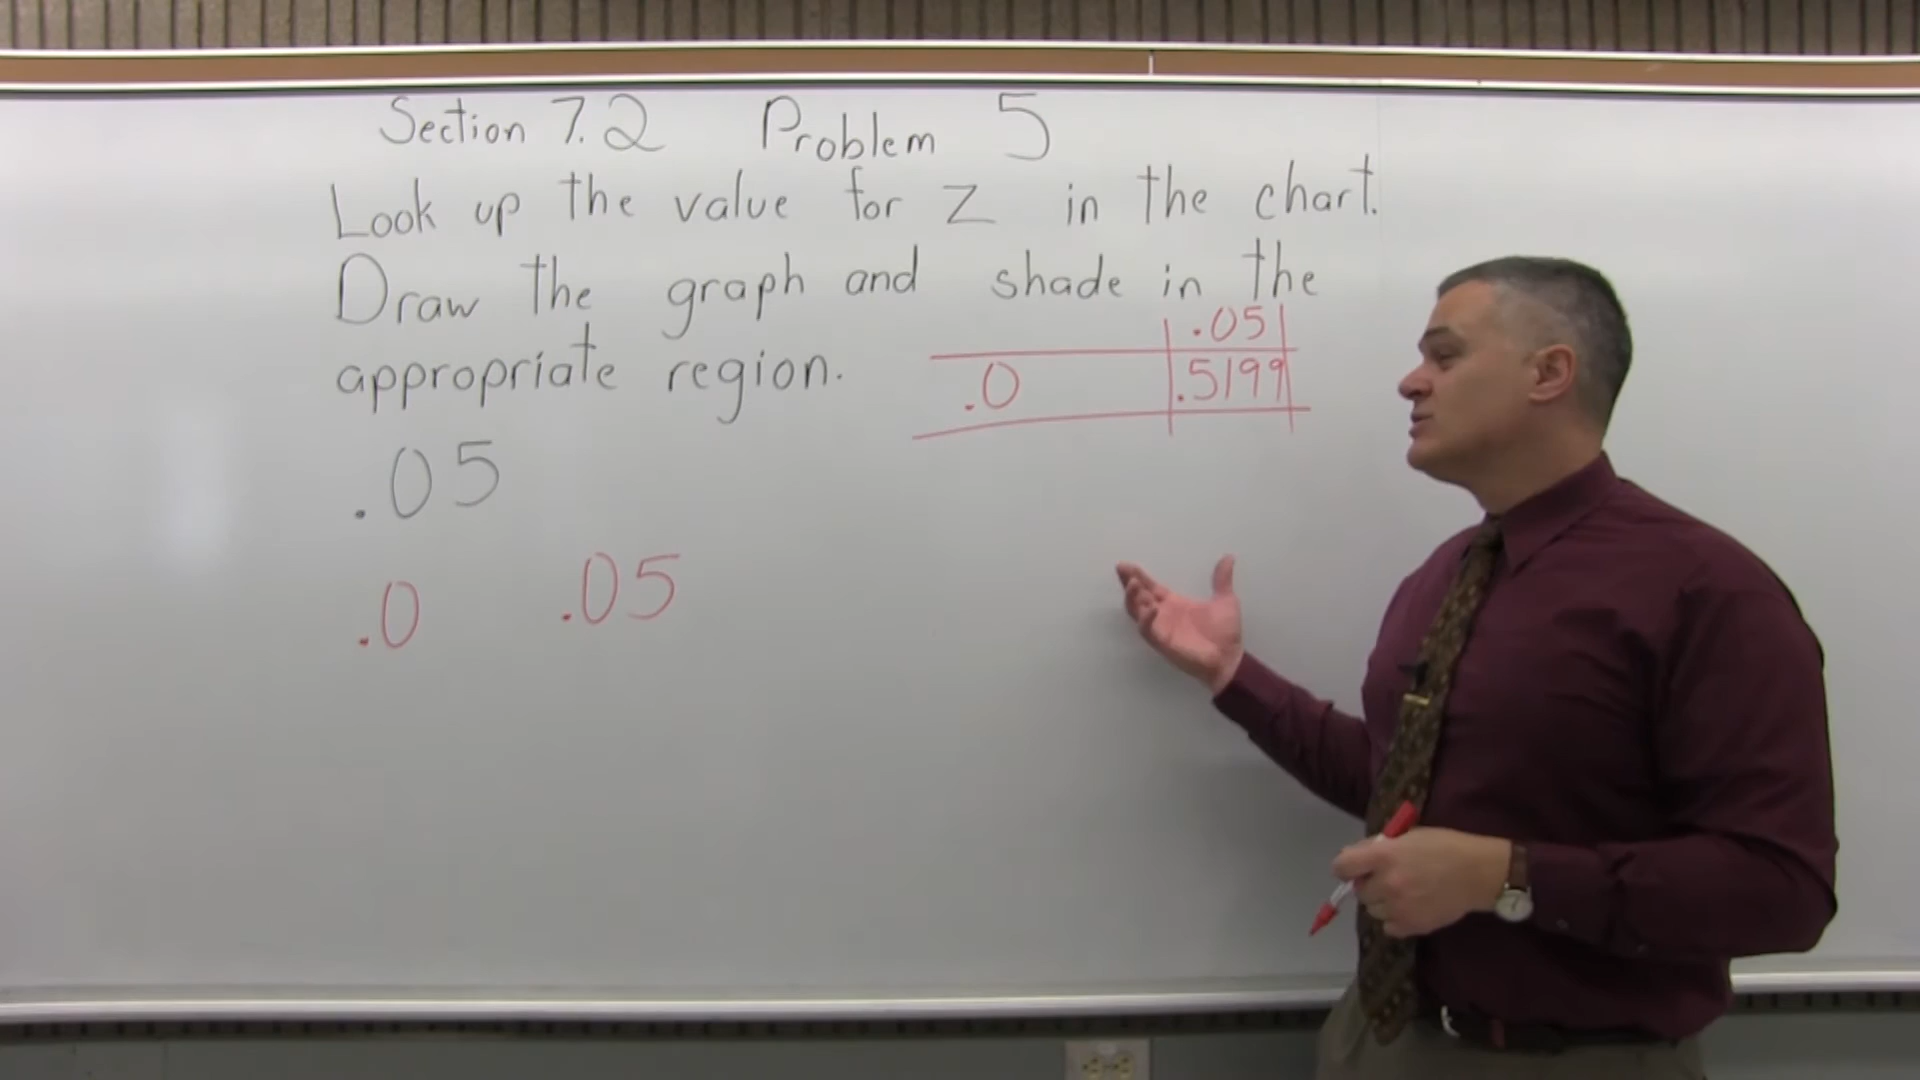 Section 7.2 Problem 5
Look up the value for z in the chart.
Draw the graph and shade in the
appropriate region.
.05
.0 .5199
.05
.0 .05